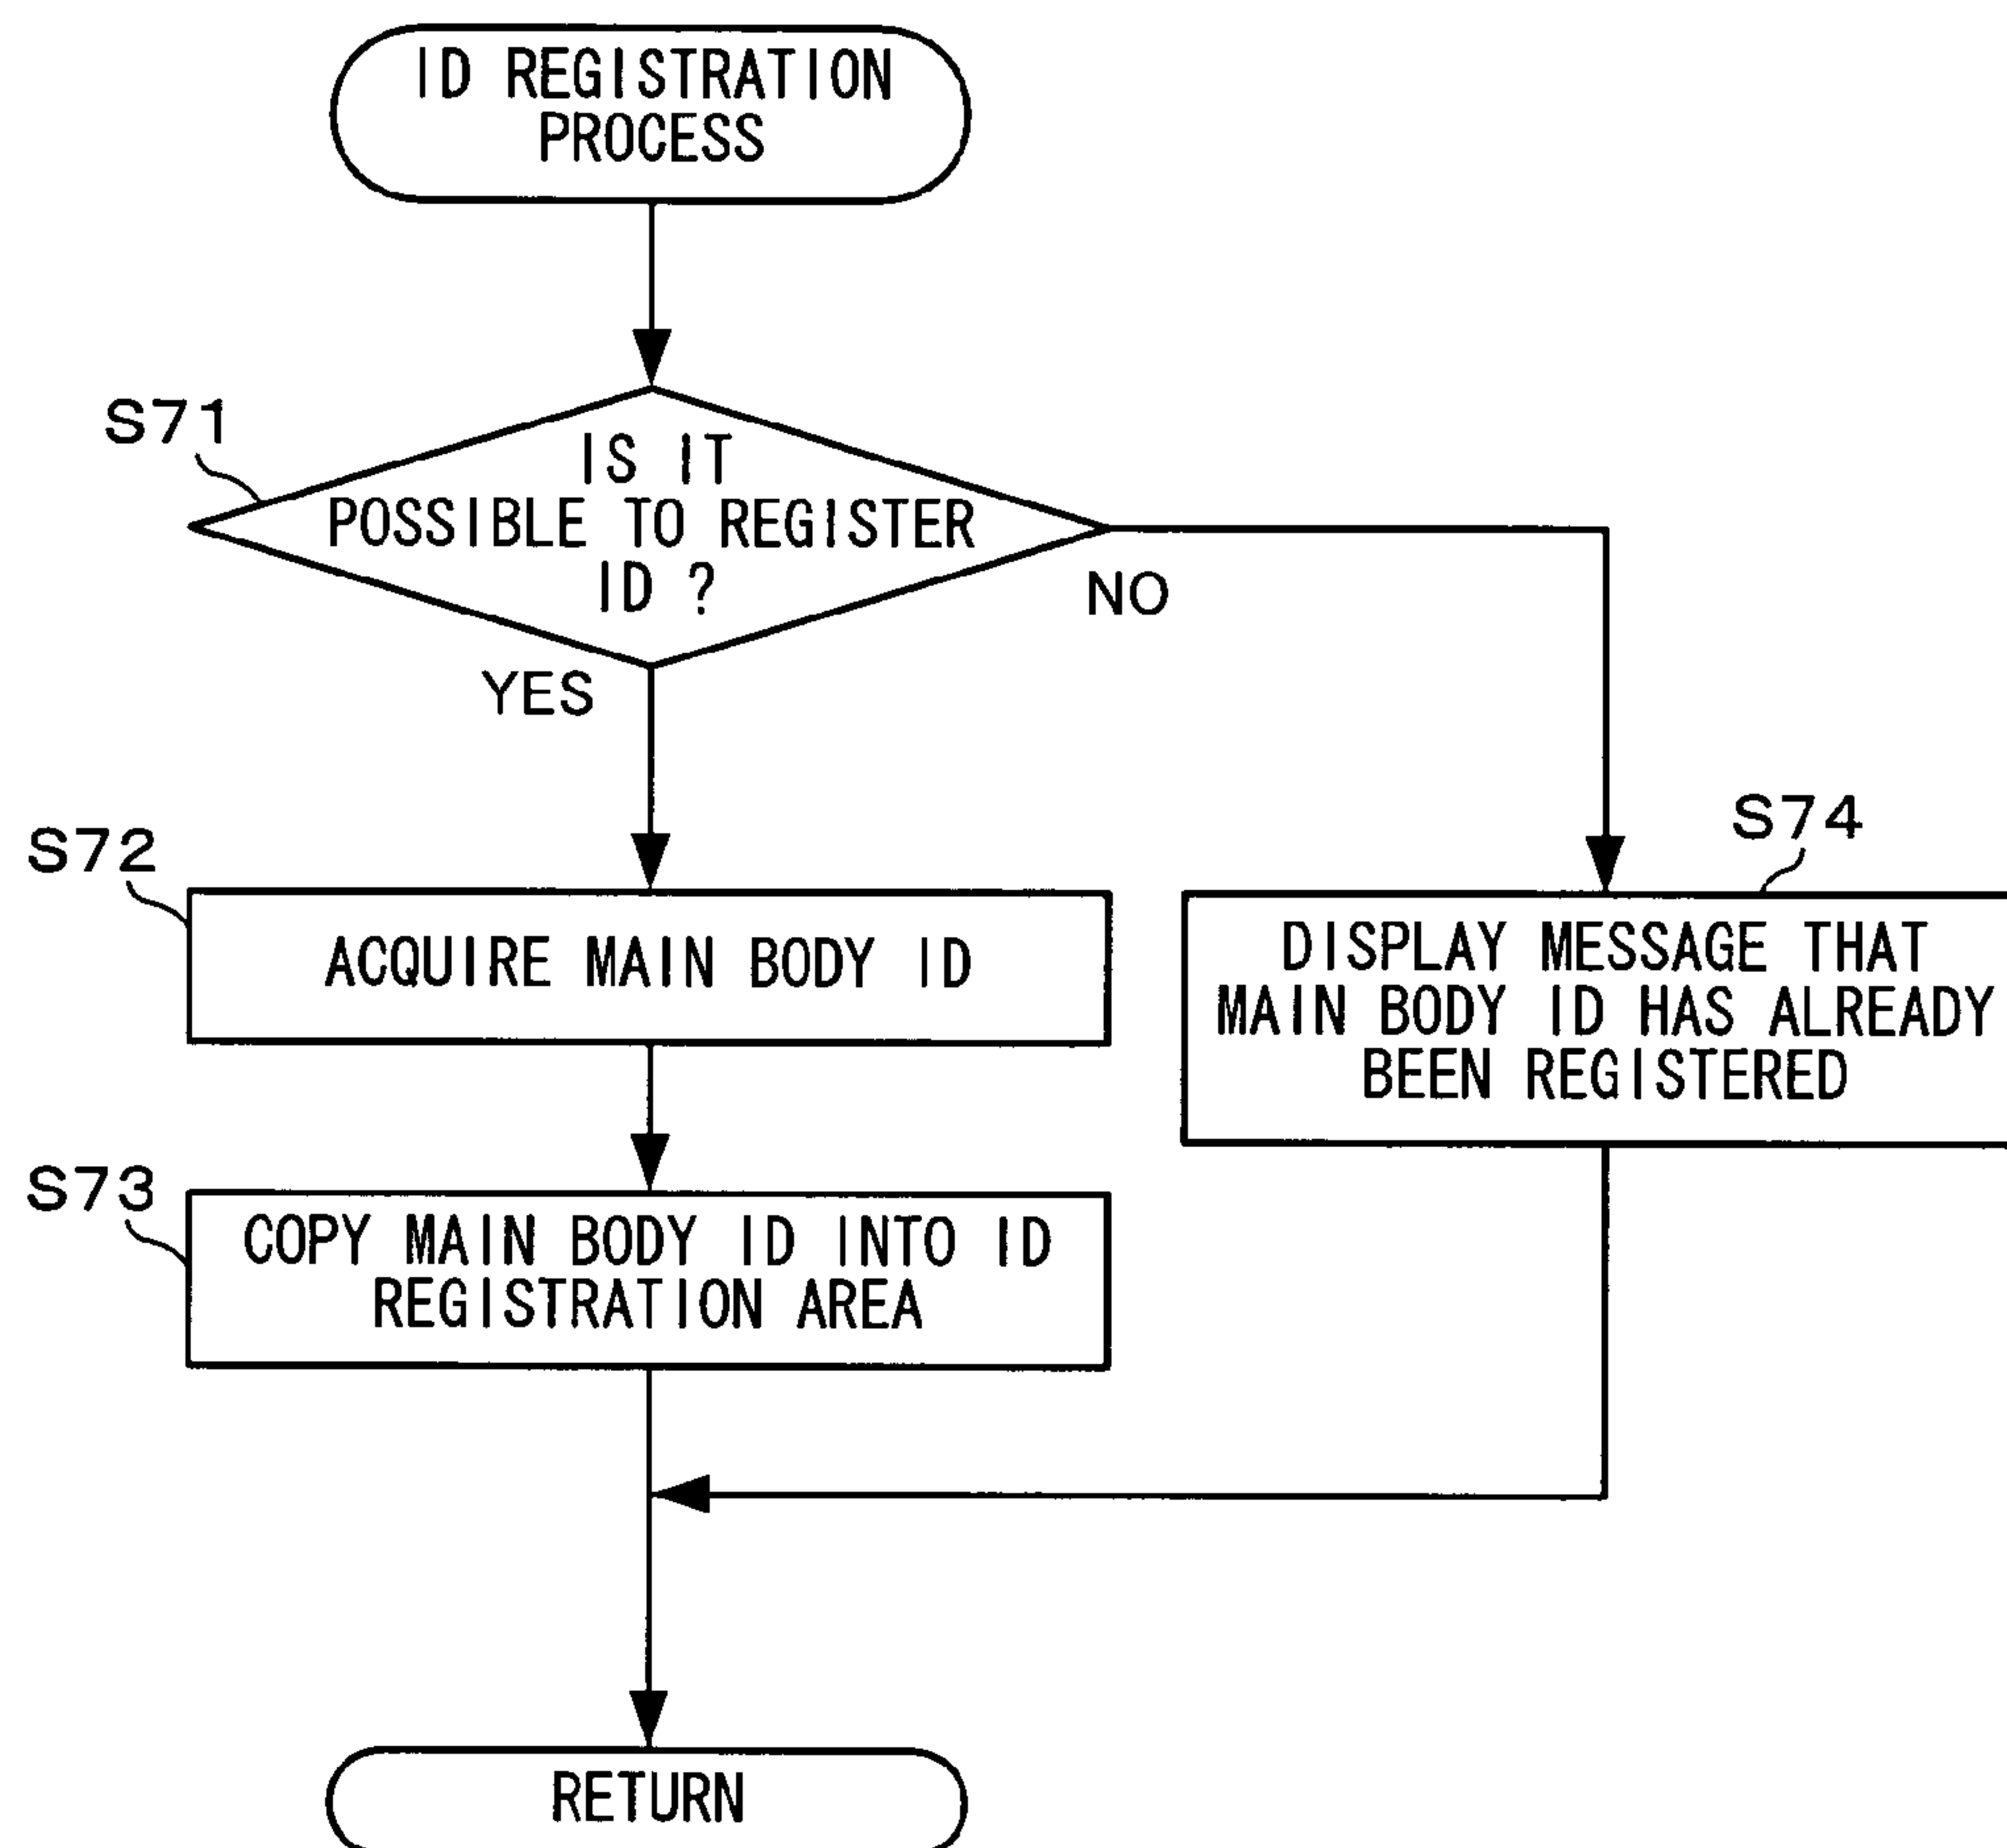 ID REGISTRATION
PROCESS
S71
IS IT
POSSIBLE TO REGISTER
ID ?
NO
YES
S72
ACQUIRE MAIN BODY ID
S74
DISPLAY MESSAGE THAT
MAIN BODY ID HAS ALREADY
BEEN REGISTERED
S73
COPY MAIN BODY ID INTO ID
REGISTRATION AREA
RETURN